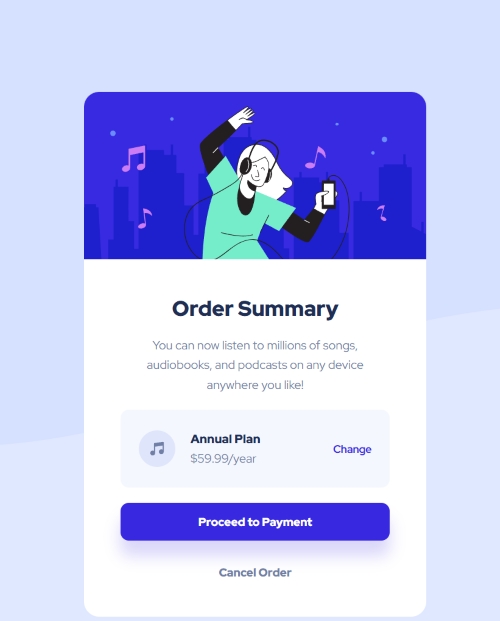 Order Summary
You can now listen to millions of songs,
audiobooks, and podcasts on any device
anywhere you like!
Annual Plan
$59.99/year
Change
Proceed to Payment
Cancel Order